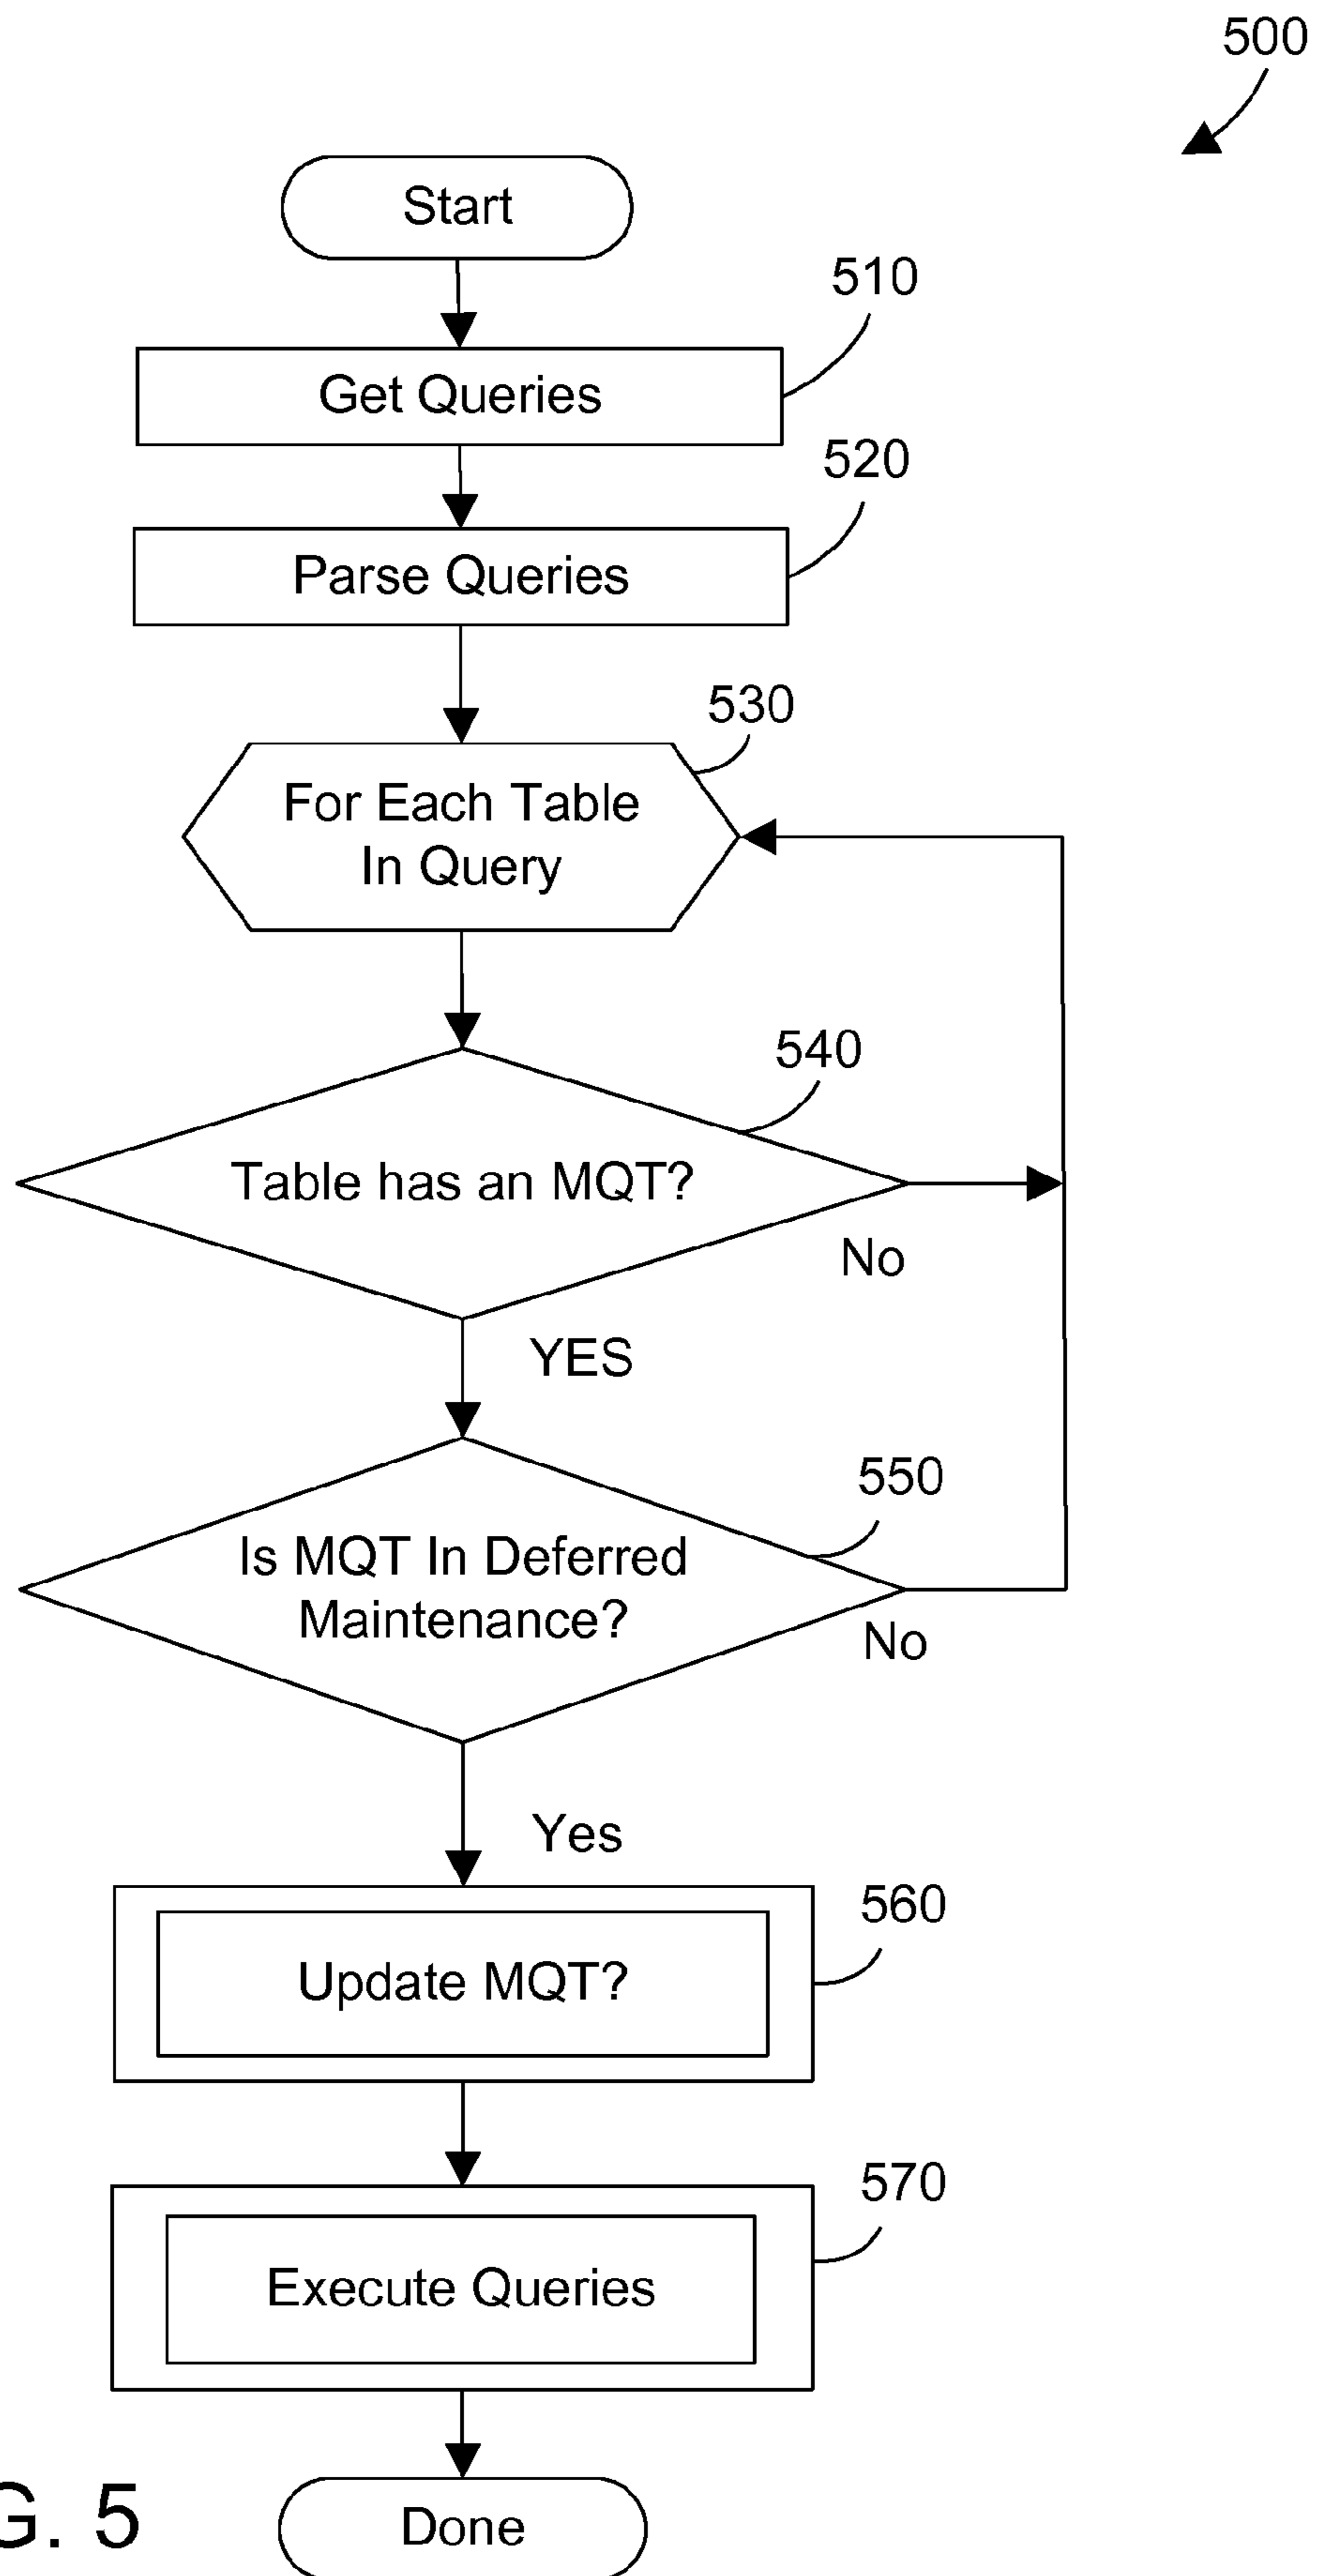 500
Start
510
Get Queries
520
Parse Queries
530
For Each Table
In Query
540
Table has an MQT?
No
YES
550
Is MQT In Deferred
Maintenance?
No
Yes
560
Update MQT?
570
Execute Queries
G. 5
Done